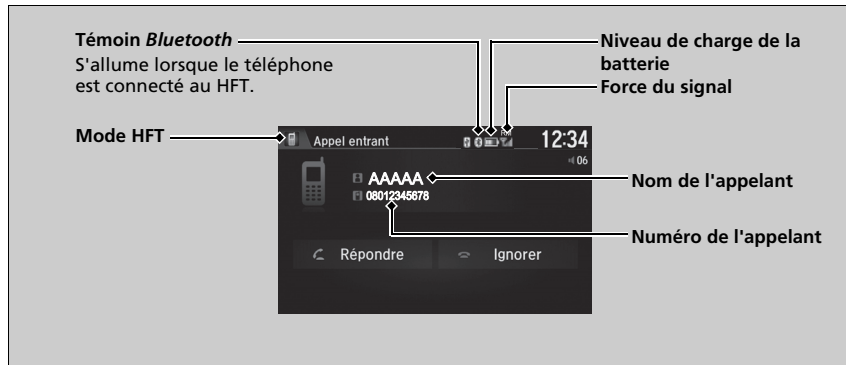 Témoin Bluetooth
S'allume lorsque le téléphone
est connecté au HFT.
Mode HFT
Niveau de charge de la
batterie
Force du signal
Appel entrant
12:34
06
AAAAA
08012345678
Nom de l'appelant
Numéro de l'appelant
Répondre
Ignorer